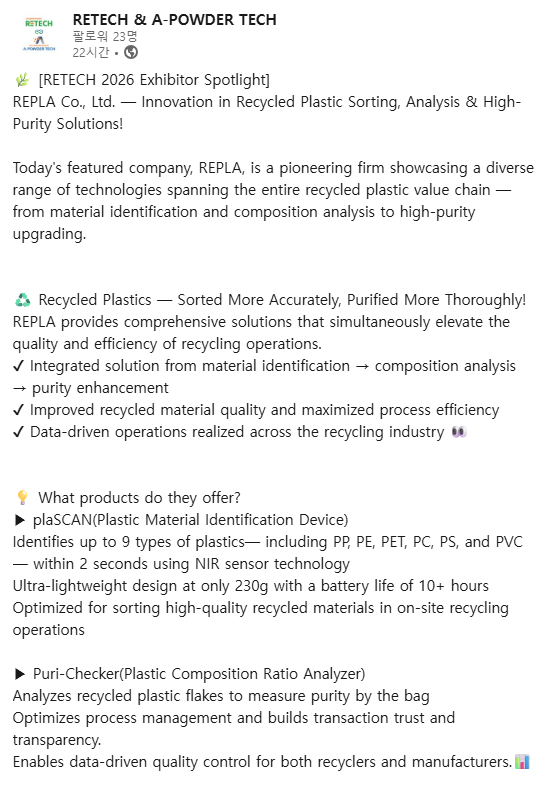 RETECH
A-POWDER TECH
RETECH & A-POWDER TECH
팔로워 23명
22시간 •
🌿 [RETECH 2026 Exhibitor Spotlight]
REPLA Co., Ltd. — Innovation in Recycled Plastic Sorting, Analysis & High-
Purity Solutions!
Today's featured company, REPLA, is a pioneering firm showcasing a diverse
range of technologies spanning the entire recycled plastic value chain —
from material identification and composition analysis to high-purity
upgrading.
♻️ Recycled Plastics — Sorted More Accurately, Purified More Thoroughly!
REPLA provides comprehensive solutions that simultaneously elevate the
quality and efficiency of recycling operations.
✔ Integrated solution from material identification → composition analysis
→ purity enhancement
✔ Improved recycled material quality and maximized process efficiency
✔ Data-driven operations realized across the recycling industry 👀
💡 What products do they offer?
▶ plaSCAN(Plastic Material Identification Device)
Identifies up to 9 types of plastics— including PP, PE, PET, PC, PS, and PVC
— within 2 seconds using NIR sensor technology
Ultra-lightweight design at only 230g with a battery life of 10+ hours
Optimized for sorting high-quality recycled materials in on-site recycling
operations
▶ Puri-Checker(Plastic Composition Ratio Analyzer)
Analyzes recycled plastic flakes to measure purity by the bag
Optimizes process management and builds transaction trust and
transparency.
Enables data-driven quality control for both recyclers and manufacturers.📊